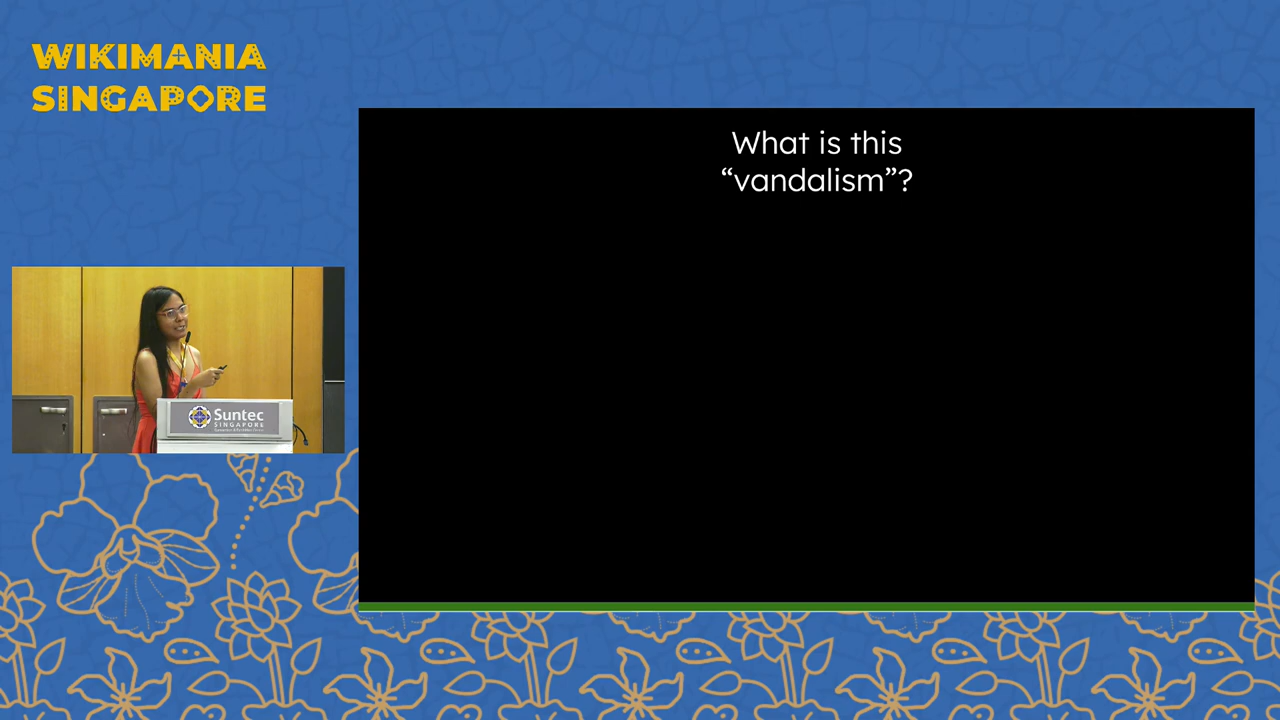 WIKIMANIA
SINGAPORE
What is this
“vandalism”?
Suntec
SINGAPORE